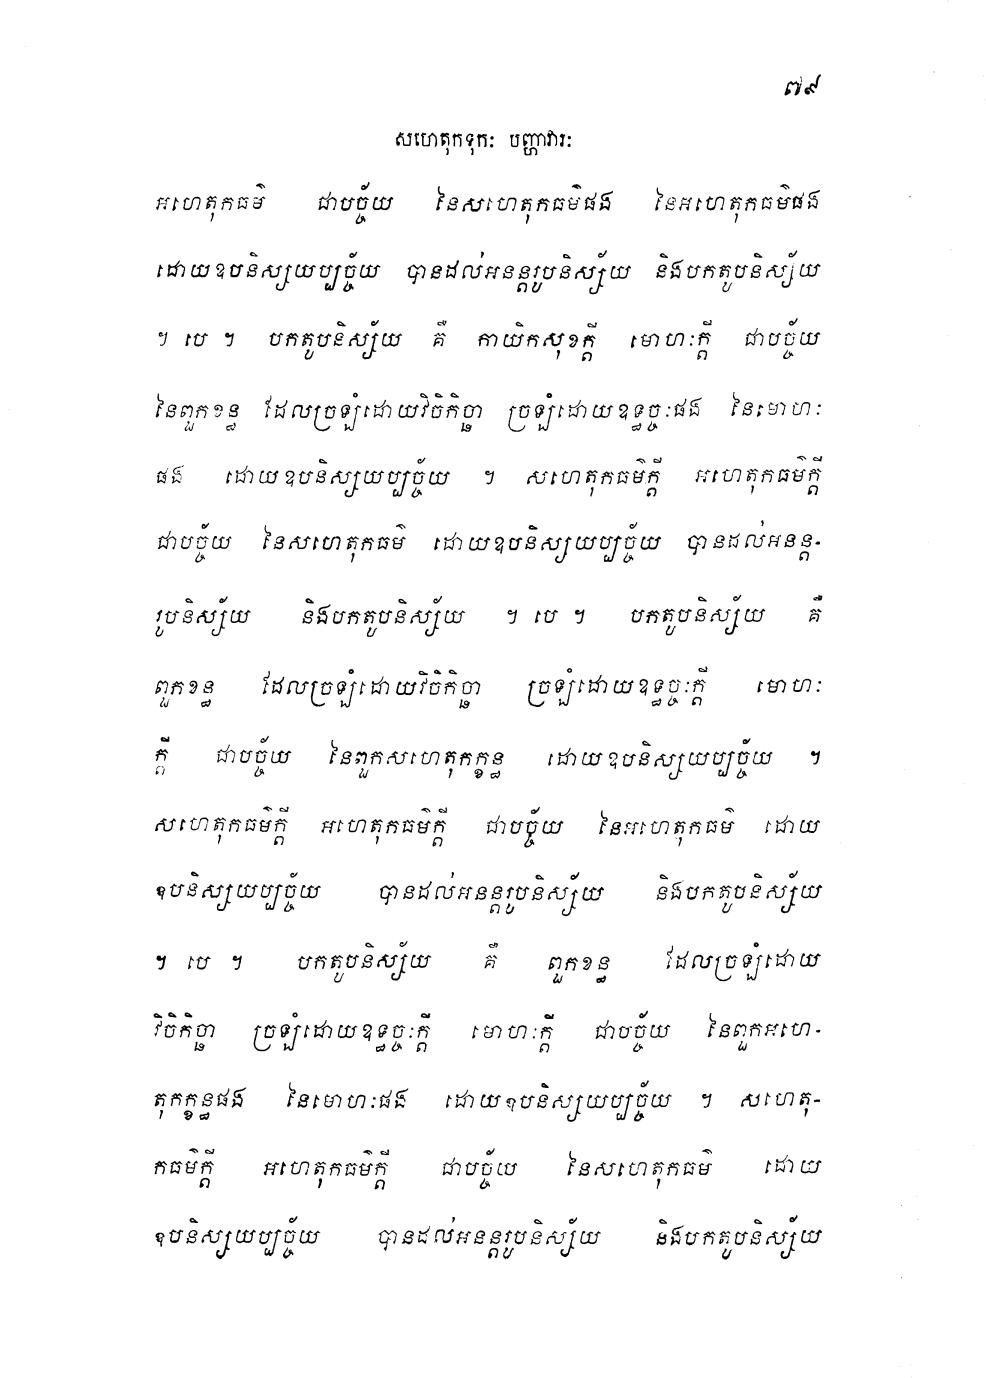 ៧៩
សហេតុកទុកៈ បញ្ហាវារៈ
អហេតុកធម៌ ជាបច្ច័យ នៃសហេតុកធម៌ផង នៃអហេតុកធម៌ផង
ដោយឧបនិស្សយប្បច្ច័យ បានដល់អនន្តរូបនិស្ស័យ និងបកតូបនិស្ស័យ
។ បេ ។ បកតូបនិស្ស័យ គឺ កាយិកសុខក្តី មោហៈក្តី ជាបច្ច័យ
នៃពួកខន្ធ ដែលច្រឡំដោយវិចិកិច្ឆា ច្រឡំដោយឧទ្ធច្ចៈផង នៃមោហៈ
ផង ដោយឧបនិស្សយប្បច្ច័យ ។ សហេតុកធម៌ក្តី អហេតុកធម៌ក្តី
ជាបច្ច័យ នៃសហេតុកធម៌ ដោយឧបនិស្សយប្បច្ច័យ បានដល់អនន្ត-
រូបនិស្ស័យ និងបកតូបនិស្ស័យ ។ បេ ។ បកតូបនិស្ស័យ គឺ
ពួកខន្ធ ដែលច្រឡំដោយវិចិកិច្ឆា ច្រឡំដោយឧទ្ធច្ចៈក្តី មោហៈ
ក្តី ជាបច្ច័យ នៃពួកសហេតុកក្ខន្ធ ដោយឧបនិស្សយប្បច្ច័យ ។
សហេតុកធម៌ក្តី អហេតុកធម៌ក្តី ជាបច្ច័យ នៃអហេតុកធម៌ ដោយ
ឧបនិស្សយប្បច្ច័យ បានដល់អនន្តរូបនិស្ស័យ និងបកតូបនិស្ស័យ
។ បេ ។ បកតូបនិស្ស័យ គឺ ពួកខន្ធ ដែលច្រឡំដោយ
វិចិកិច្ឆា ច្រឡំដោយឧទ្ធច្ចៈក្តី មោហៈក្តី ជាបច្ច័យ នៃពួកអហេ-
តុកក្ខន្ធផង នៃមោហៈផង ដោយឧបនិស្សយប្បច្ច័យ ។ សហេតុ-
កធម៌ក្តី អហេតុកធម៌ក្តី ជាបច្ច័យ នៃសហេតុកធម៌ ដោយ
ឧបនិស្សយប្បច្ច័យ បានដល់អនន្តរូបនិស្ស័យ និងបកតូបនិស្ស័យ